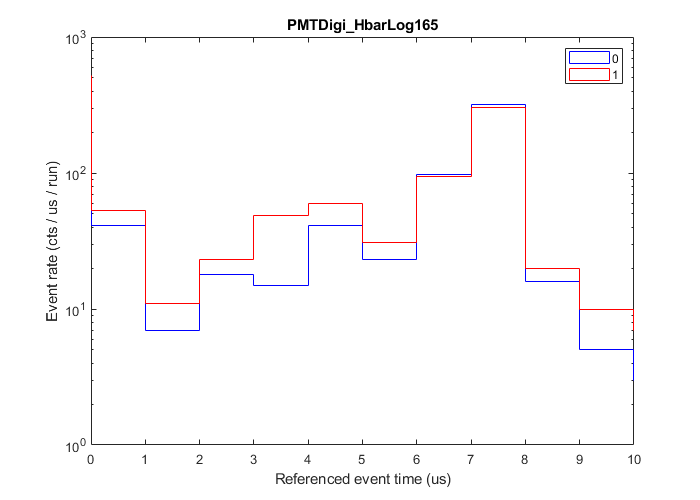 PMTDigi_HbarLog165
10^3
10^2
10^1
10^0
Event rate (cts / us / run)
0
1
0 1 2 3 4 5 6 7 8 9 10
Referenced event time (us)